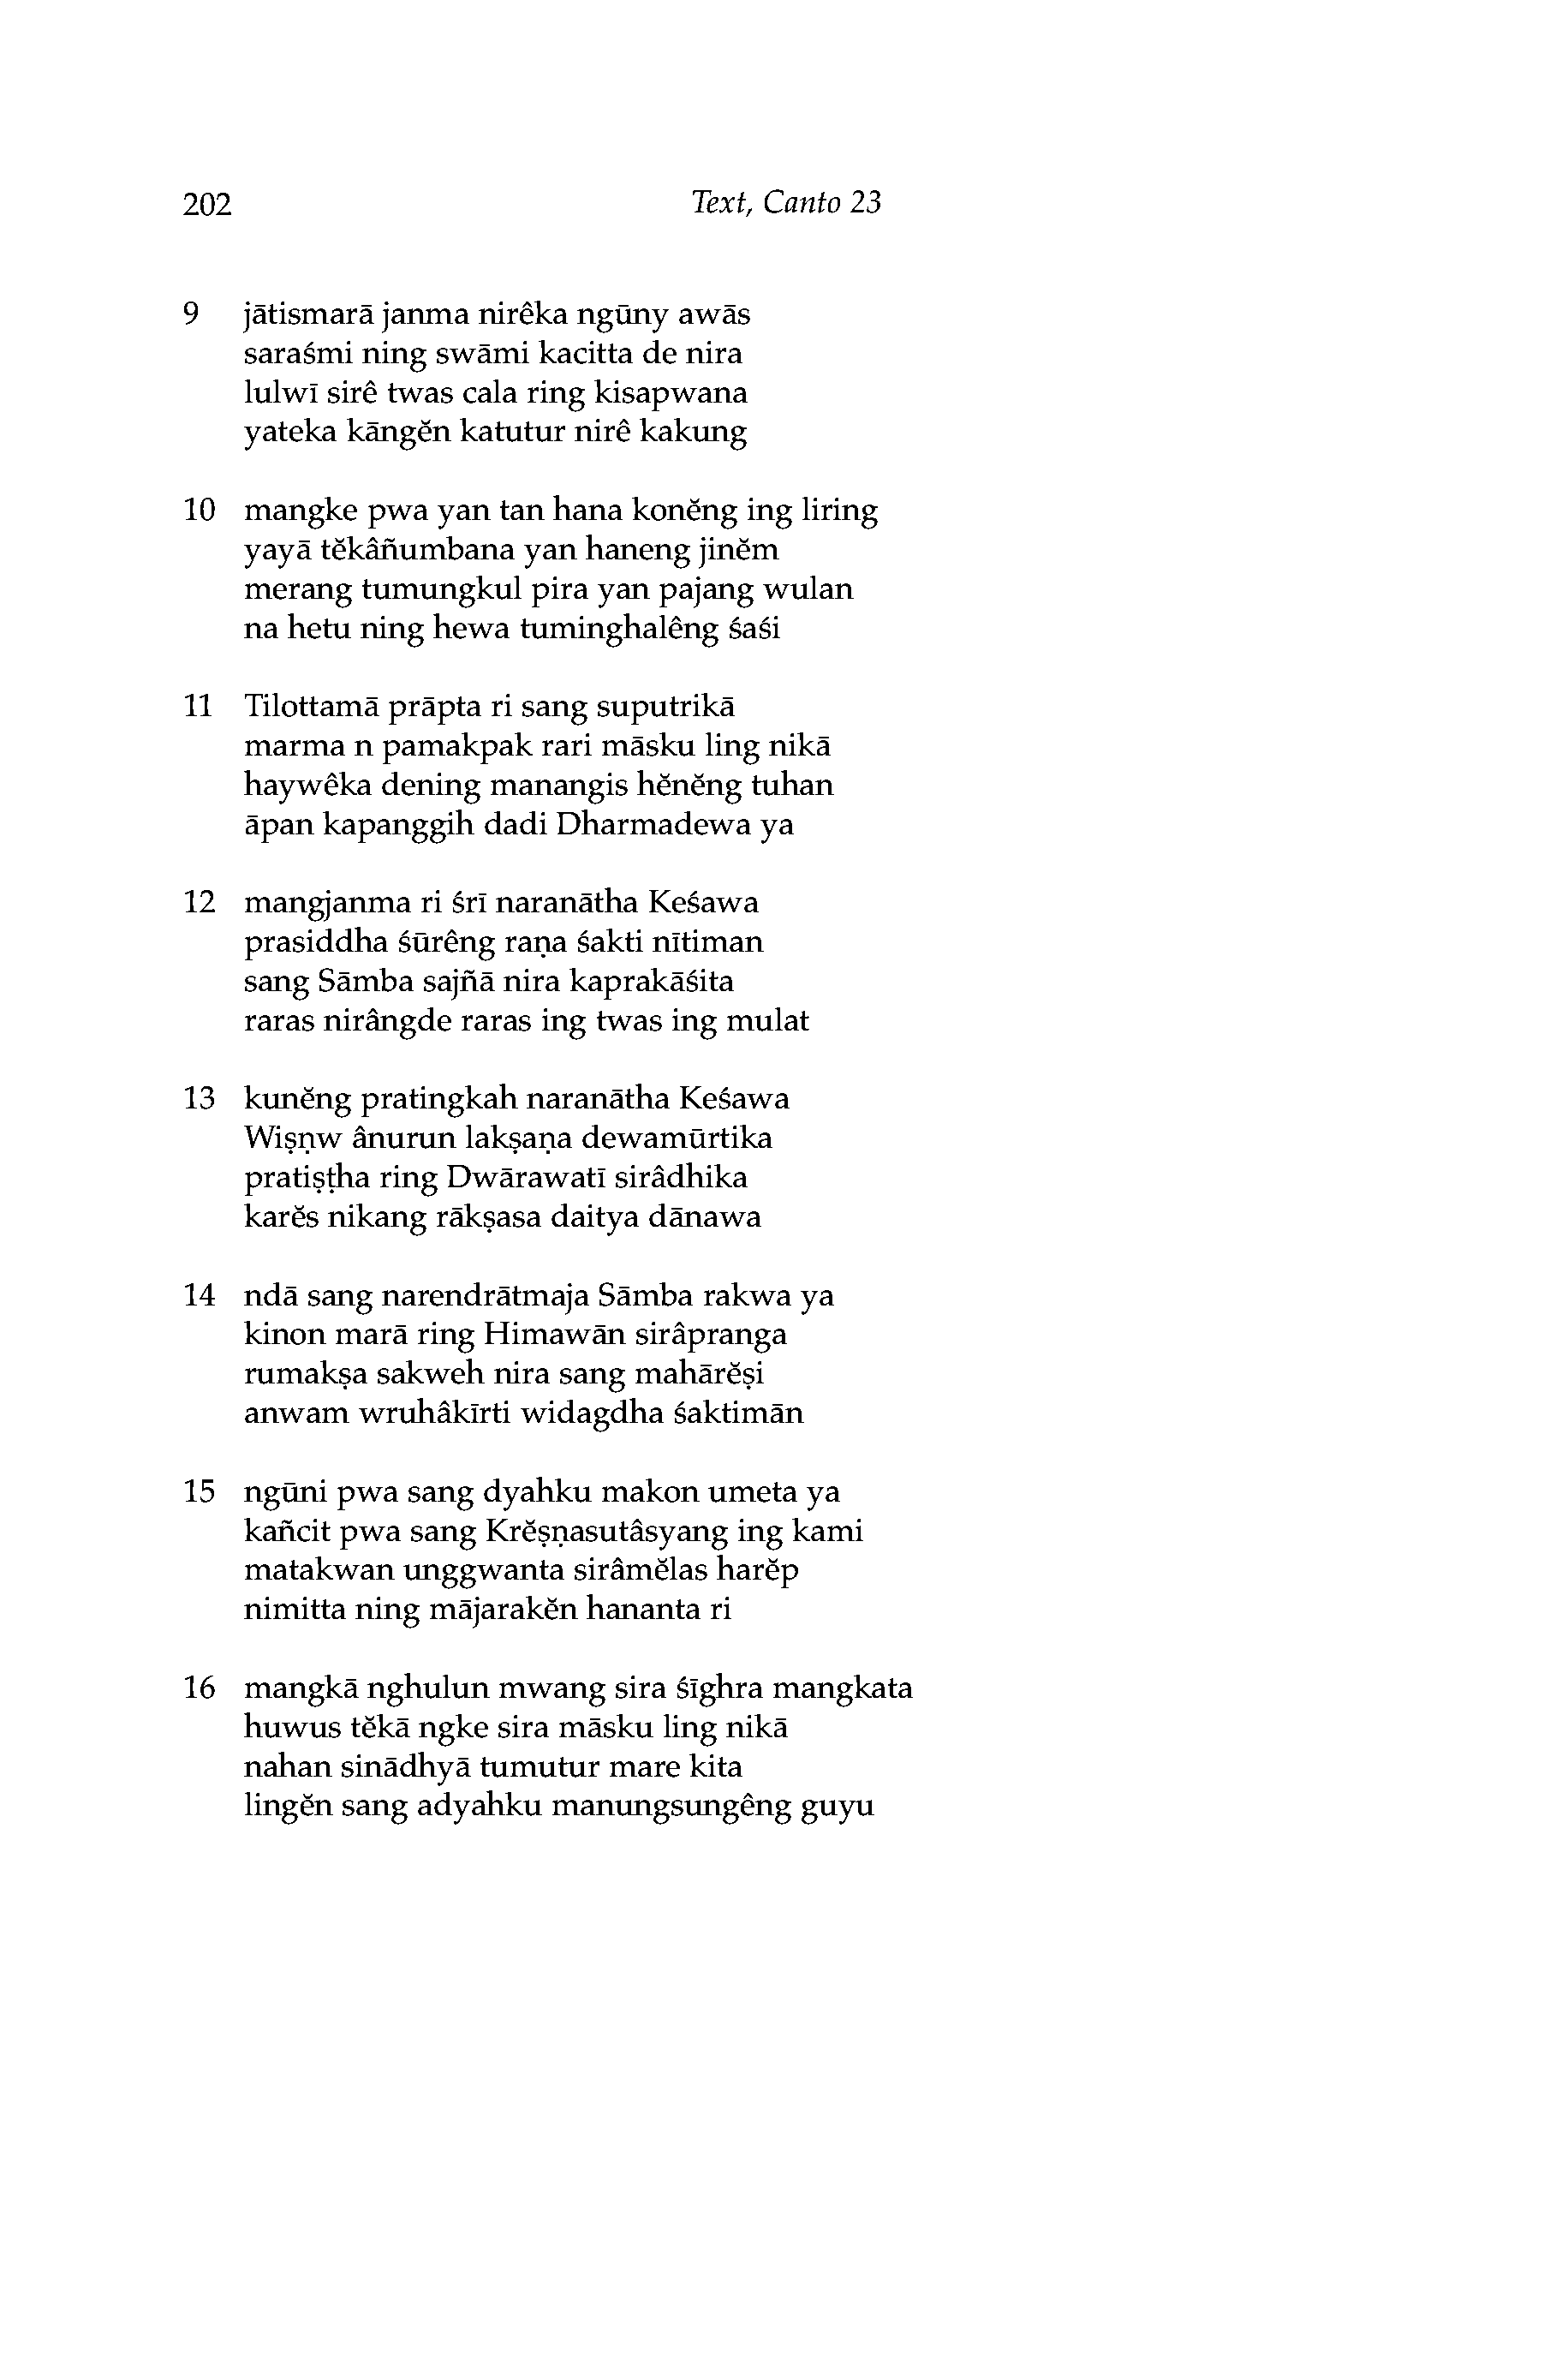 202 Text, Canto 23
9 jātismarā janma nirêka ngūny awās
saraśmi ning swāmi kacitta de nira
lulwī sirê twas cala ring kisapwana
yateka kāngĕn katutur nirê kakung
10 mangke pwa yan tan hana konĕng ing liring
yayā tĕkâñumbana yan haneng jinĕm
merang tumungkul pira yan pajang wulan
na hetu ning hewa tuminghalêng śaśi
11 Tilottamā prāpta ri sang suputrikā
marma n pamakpak rari māsku ling nikā
haywêka dening manangis hĕnĕng tuhan
āpan kapanggih dadi Dharmadewa ya
12 mangjanma ri śrī naranātha Keśawa
prasiddha śūrêng raṇa śakti nītiman
sang Sāmba sajñā nira kaprakāśita
raras nirângde raras ing twas ing mulat
13 kunĕng pratingkah naranātha Keśawa
Wiṣṇw ânurun lakṣaṇa dewamūrtika
pratiṣṭha ring Dwārawatī sirâdhika
karĕs nikang rākṣasa daitya dānawa
14 ndā sang narendrātmaja Sāmba rakwa ya
kinon marā ring Himawān sirâpranga
rumakṣa sakweh nira sang mahārĕṣi
anwam wruhâkīrti widagdha śaktimān
15 ngūni pwa sang dyahku makon umeta ya
kañcit pwa sang Krĕṣṇasutâsyang ing kami
matakwan unggwanta sirâmĕlas harĕp
nimitta ning mājarakĕn hananta ri
16 mangkā nghulun mwang sira śīghra mangkata
huwus tĕkā ngke sira māsku ling nikā
nahan sinādhyā tumutur mare kita
lingĕn sang adyahku manungsungêng guyu